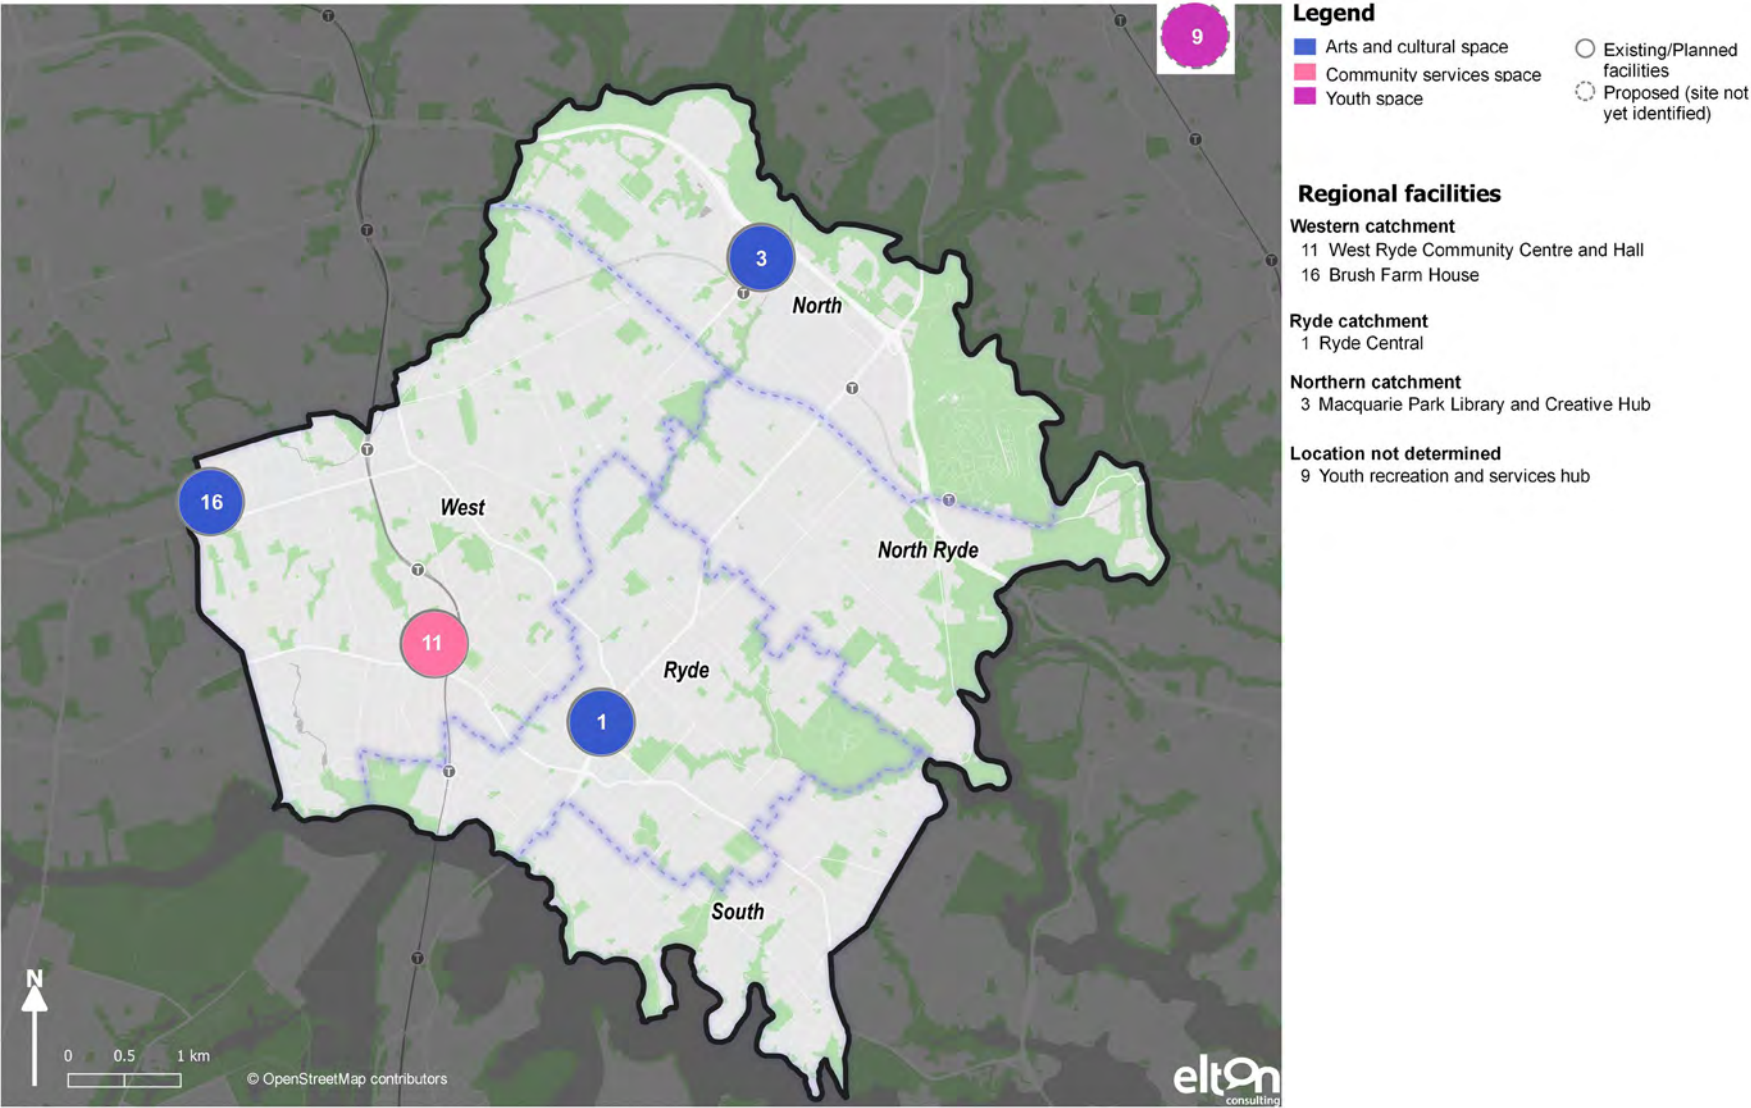 9
3
North
16
West
North Ryde
11
Ryde
1
South
N
0 0.5 1 km
© OpenStreetMap contributors
elton
consulting
T
T
T
T
T
T
T
T
T
T
T
T
T
Legend
Arts and cultural space
Community services space
Youth space
Existing/Planned
facilities
Proposed (site not
yet identified)
Regional facilities
Western catchment
11 West Ryde Community Centre and Hall
16 Brush Farm House
Ryde catchment
1 Ryde Central
Northern catchment
3 Macquarie Park Library and Creative Hub
Location not determined
9 Youth recreation and services hub